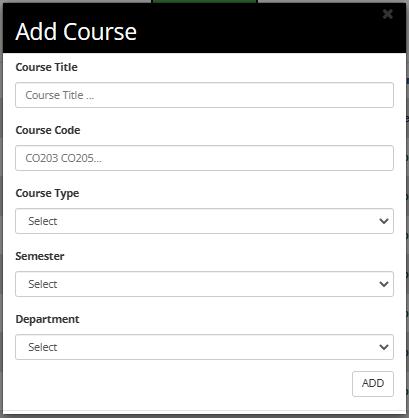 Add Course
Course Title
Course Title ...
Course Code
CO203 CO205...
Course Type
Select
Semester
Select
Department
Select
ADD